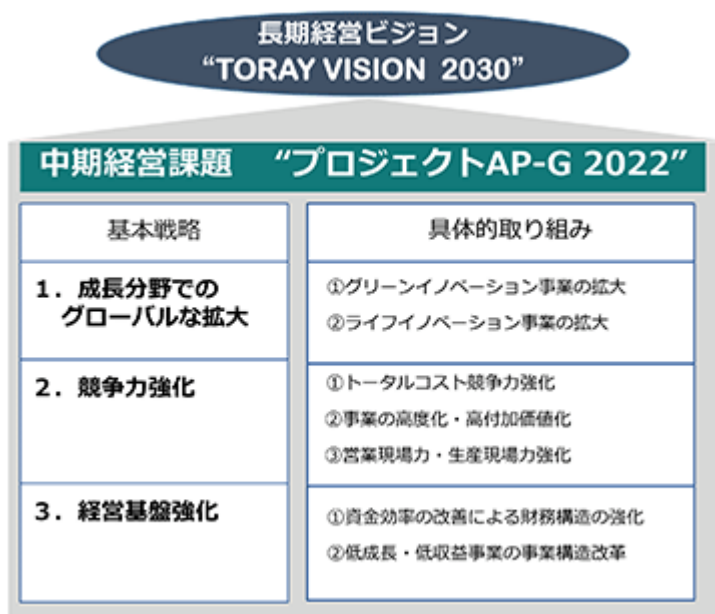 長期経営ビジョン
“TORAY VISION 2030”
中期経営課題 “プロジェクトAP-G 2022”
基本戦略
具体的取り組み
1．成長分野での
グローバルな拡大
①グリーンイノベーション事業の拡大
②ライフイノベーション事業の拡大
2．競争力強化
①トータルコスト競争力強化
②事業の高度化・高付加価値化
③営業現場力・生産現場力強化
3．経営基盤強化
①資金効率の改善による財務構造の強化
②低成長・低収益事業の事業構造改革